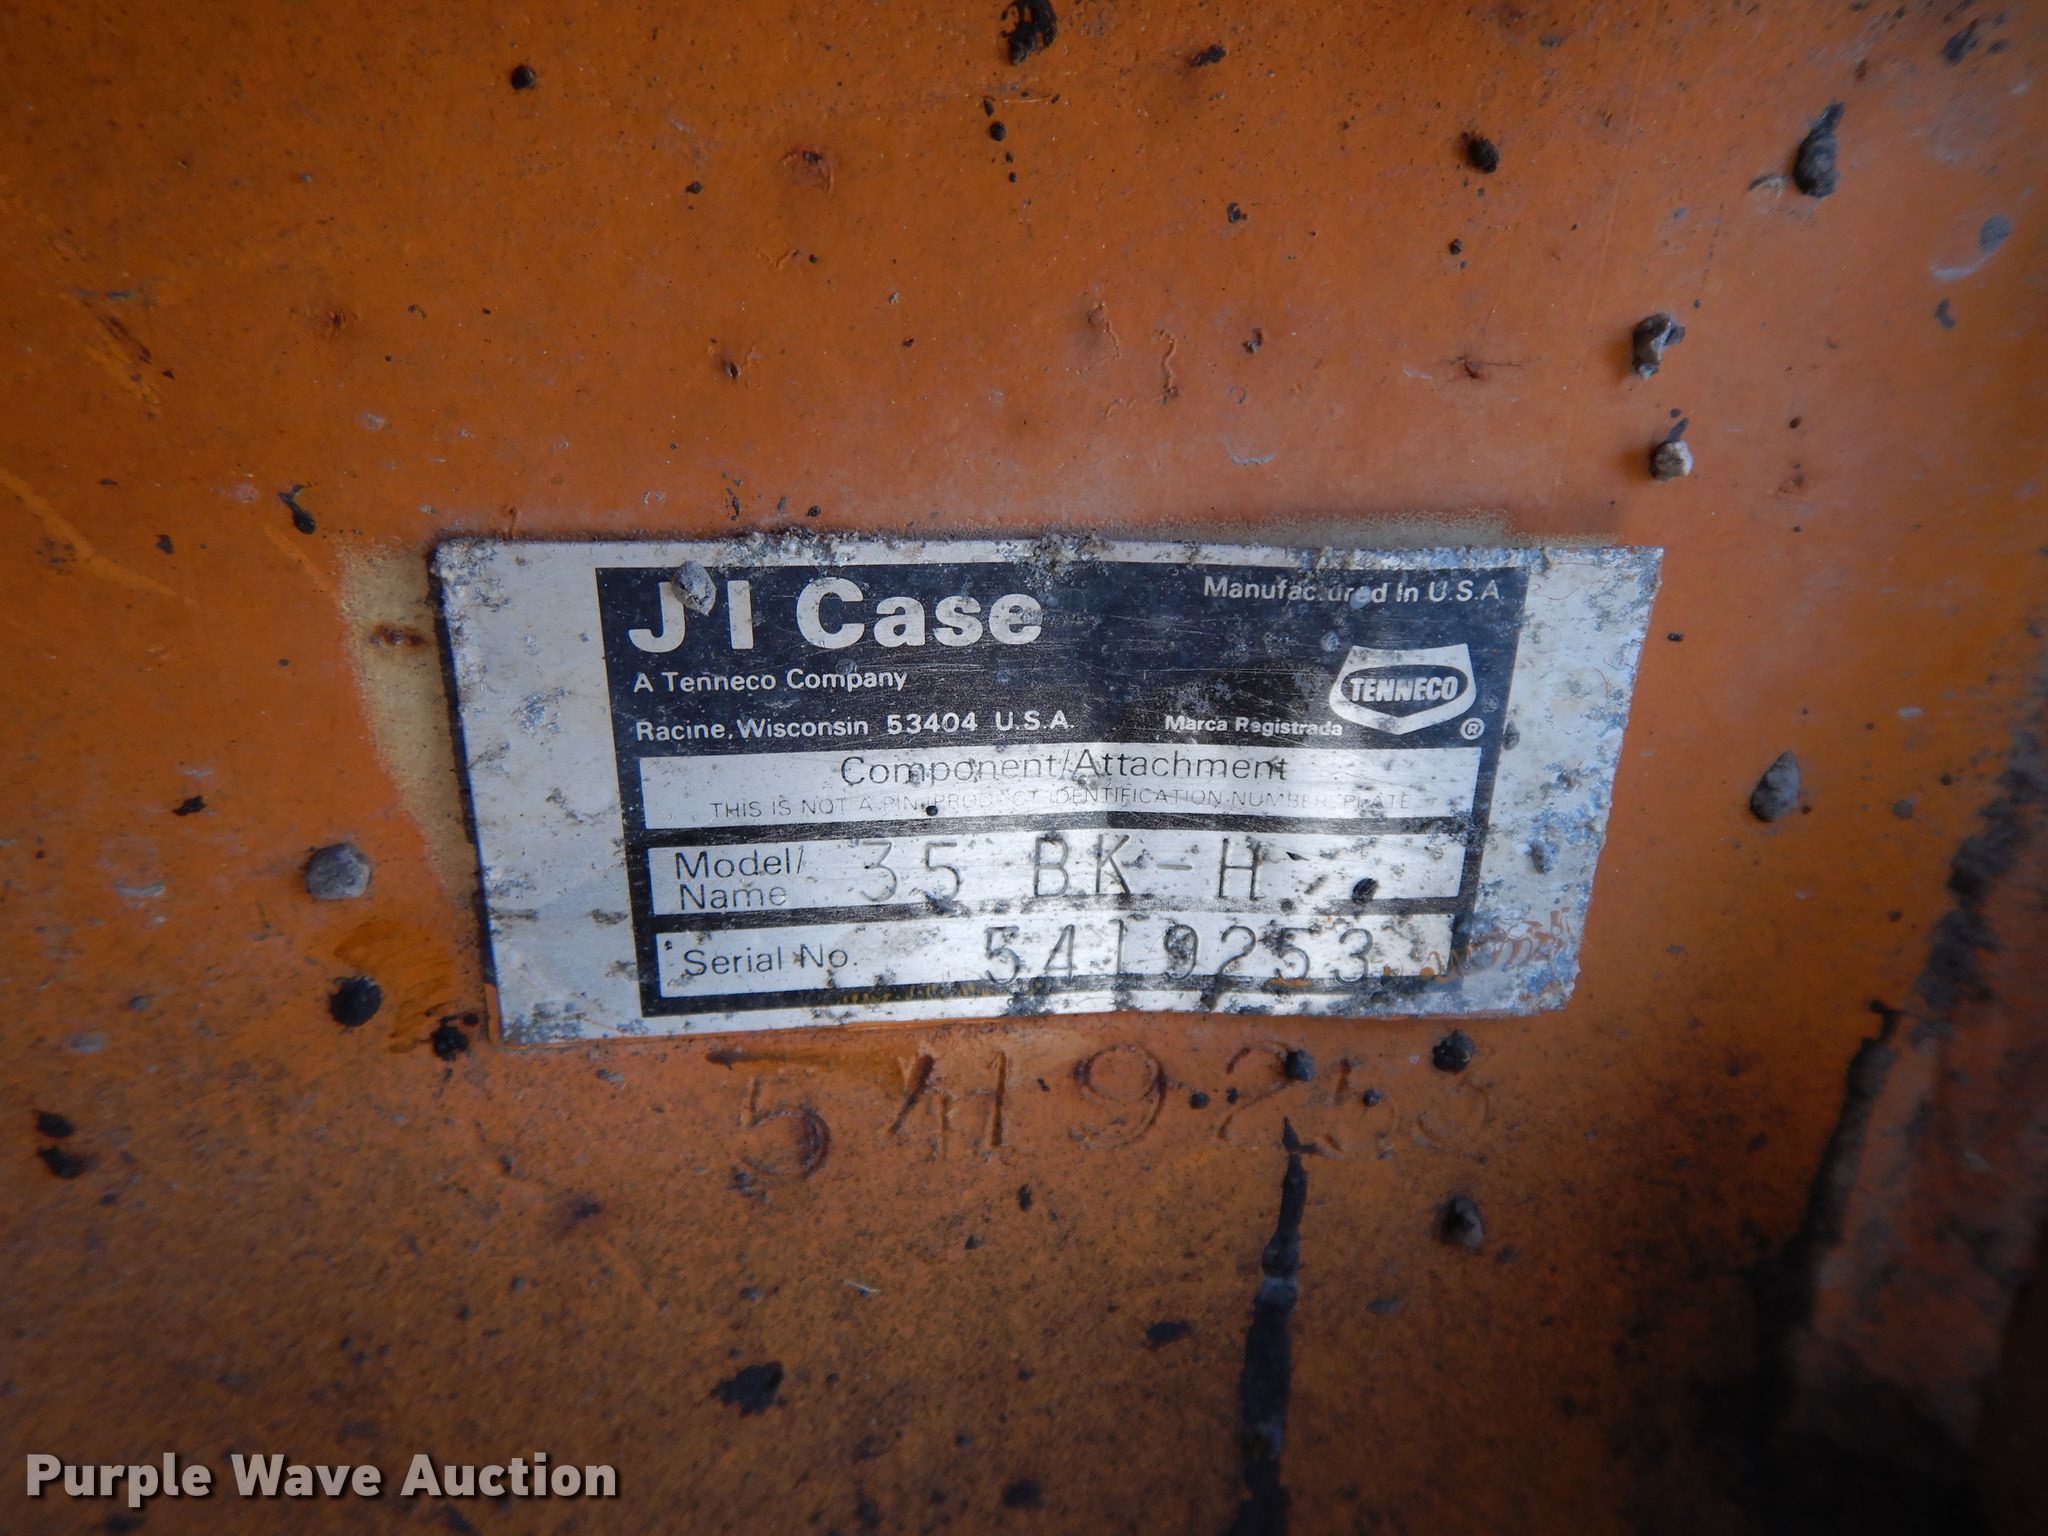 J I Case
Manufactured In U.S.A
A Tenneco Company
TENNECO
Racine, Wisconsin 53404 U.S.A
Marca Registrada
®
Component/Attachment
THIS IS NOT A PIN/PRODUCT IDENTIFICATION NUMBER PLATE
Model/
Name 35 BK-H
Serial No. 5419253
5419253
Purple Wave Auction